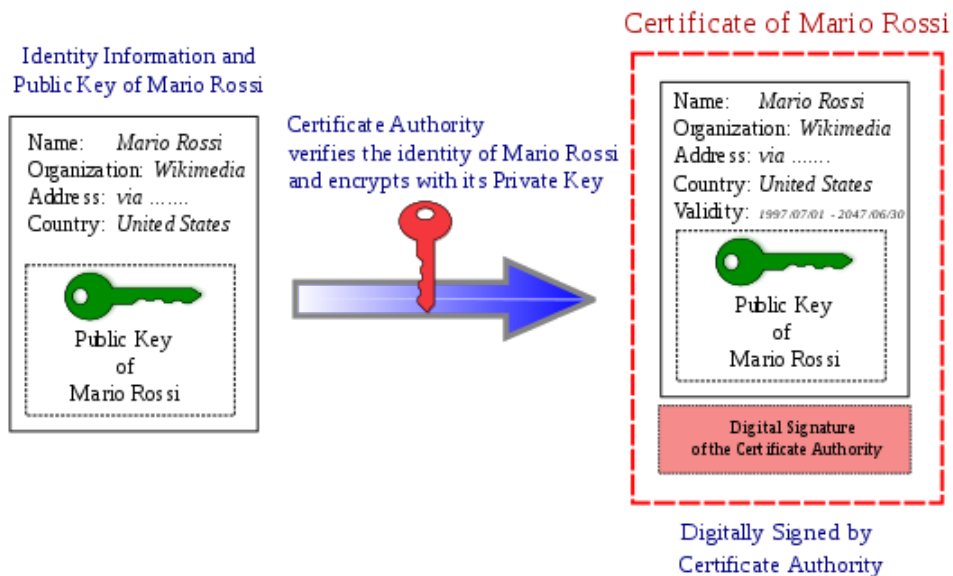 Identity Information and
Public Key of Mario Rossi
Name: Mario Rossi
Organization: Wikimedia
Address: via .......
Country: United States
Public Key
of
Mario Rossi
Certificate Authority
verifies the identity of Mario Rossi
and encrypts with its Private Key
Certificate of Mario Rossi
Name: Mario Rossi
Organization: Wikimedia
Address: via .......
Country: United States
Validity: 1997/07/01 - 2047/06/30
Public Key
of
Mario Rossi
Digital Signature
of the Certificate Authority
Digitally Signed by
Certificate Authority